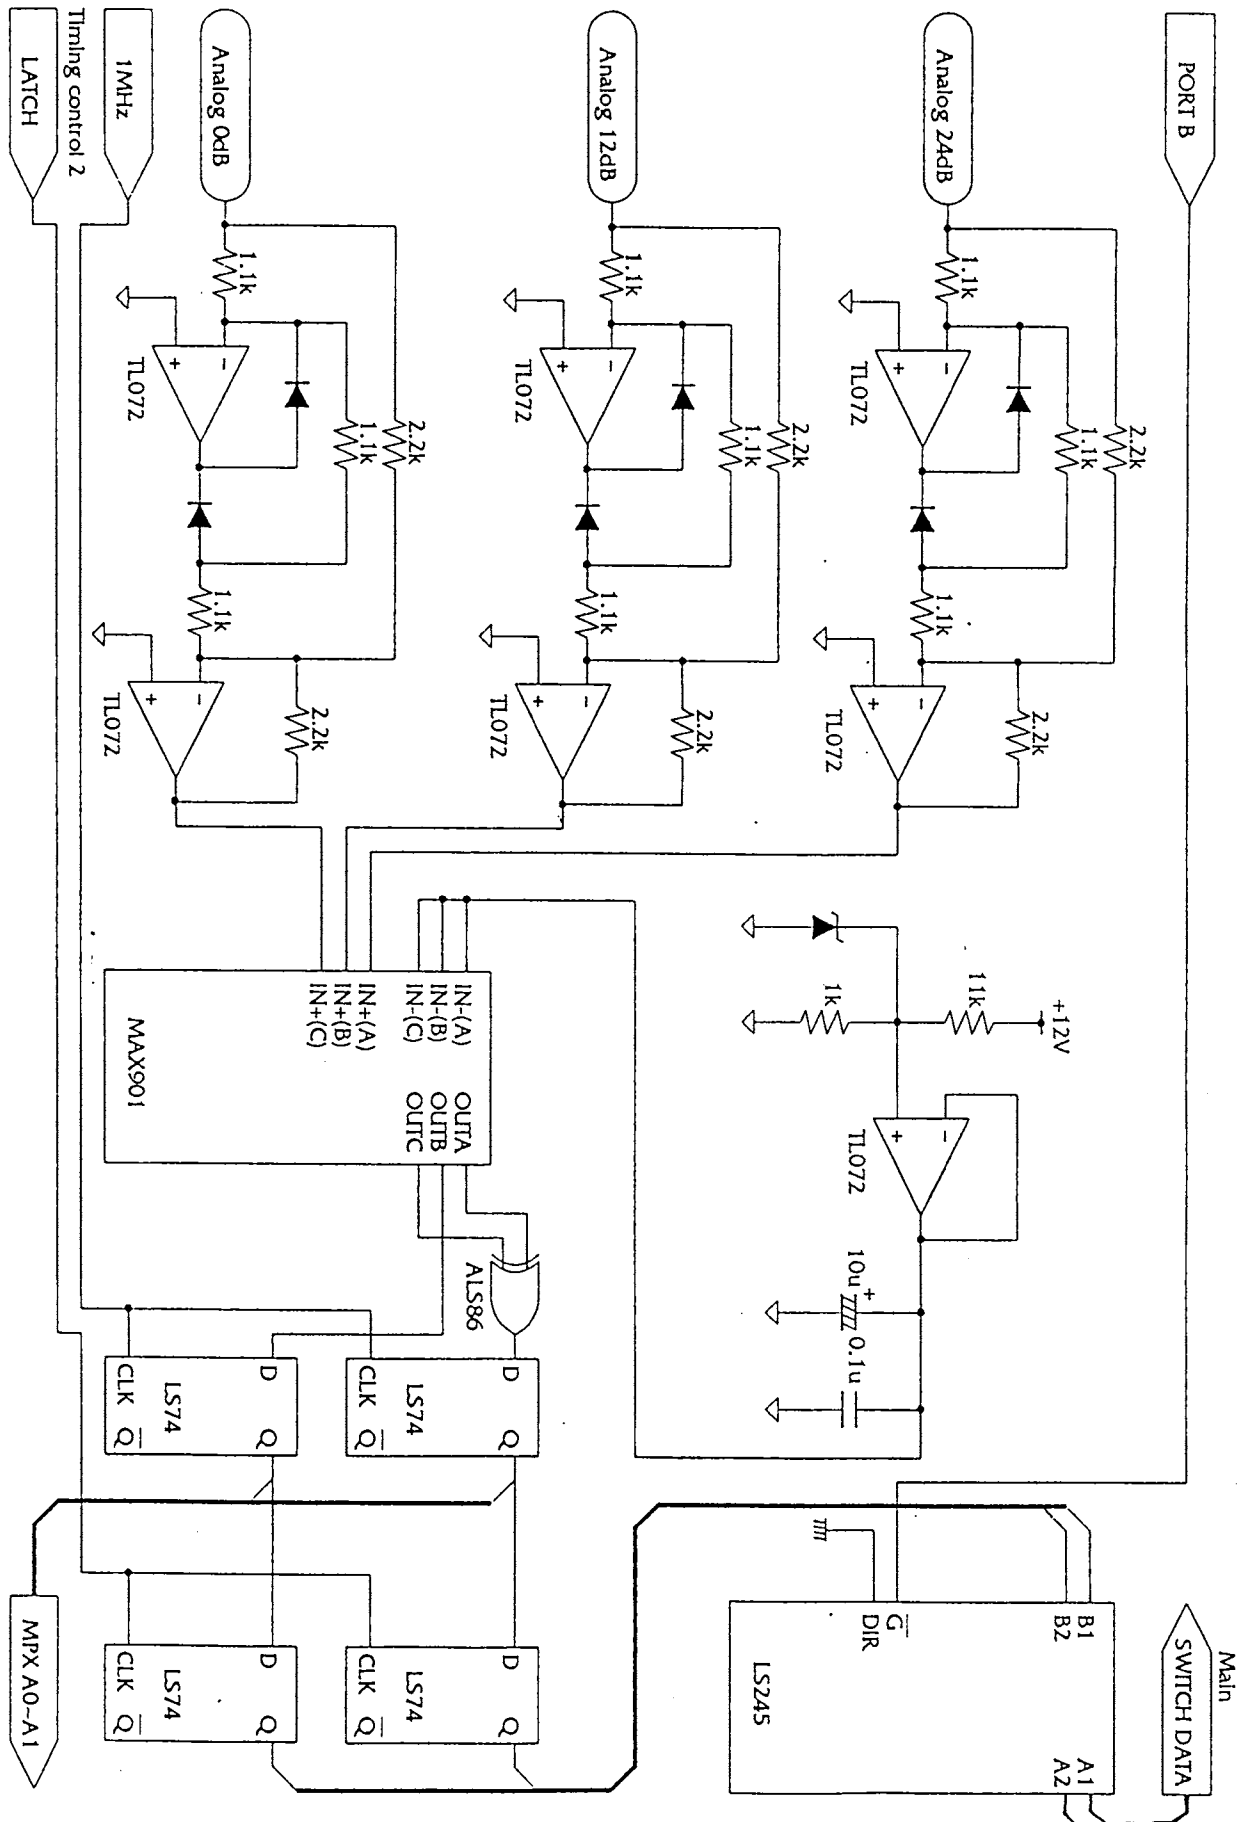 Main
SWITCH DATA
PORT B
B1
B2
G
DIR
A1
A2
LS245
Analog 24dB
1.1k
2.2k
1.1k
TL072
1.1k
2.2k
TL072
+12V
11k
1k
TL072
10u
+
0.1u
Analog 12dB
1.1k
2.2k
1.1k
TL072
1.1k
2.2k
TL072
Analog 0dB
1.1k
2.2k
1.1k
TL072
1.1k
2.2k
TL072
IN-(A)
IN-(B)
IN-(C)
IN+(A)
IN+(B)
IN+(C)
OUTA
OUTB
OUTC
MAX901
ALS86
D Q
LS74
CLK Q
D Q
LS74
CLK Q
D Q
LS74
CLK Q
D Q
LS74
CLK Q
1MHz
Timing control 2
LATCH
MPX A0~A1